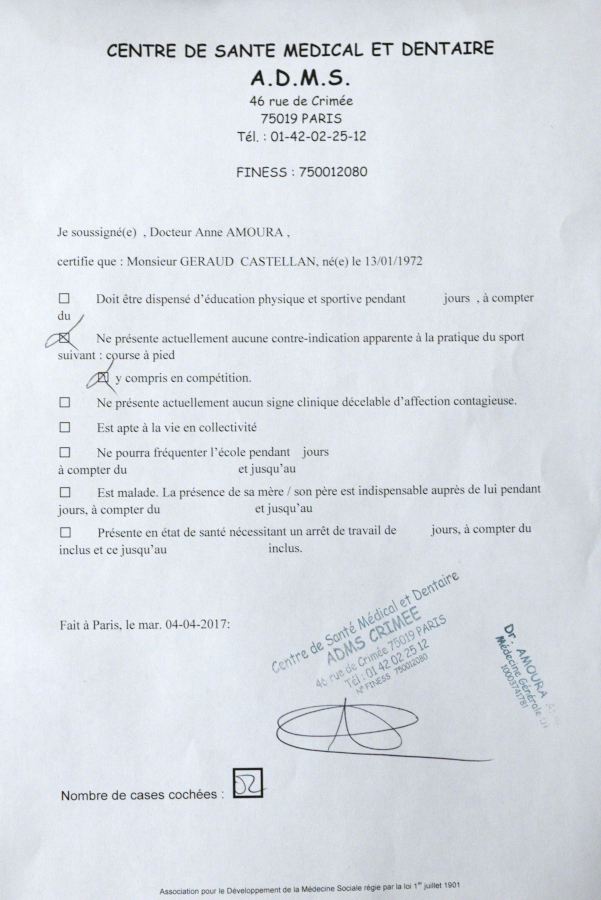 CENTRE DE SANTE MEDICAL ET DENTAIRE
A.D.M.S.
46 rue de Crimée
75019 PARIS
Tél. : 01-42-02-25-12
FINESS : 750012080
Je soussigné(e) , Docteur Anne AMOURA ,
certifie que : Monsieur GERAUD CASTELLAN, né(e) le 13/01/1972
Doit être dispensé d'éducation physique et sportive pendant jours , à compter
du
Ne présente actuellement aucune contre-indication apparente à la pratique du sport
suivant : course à pied
y compris en compétition.
Ne présente actuellement aucun signe clinique décelable d'affection contagieuse.
Est apte à la vie en collectivité
Ne pourra fréquenter l'école pendant jours
à compter du et jusqu'au
Est malade. La présence de sa mère / son père est indispensable auprès de lui pendant
jours, à compter du et jusqu'au
Présente en état de santé nécessitant un arrêt de travail de jours, à compter du
inclus et ce jusqu'au inclus.
Fait à Paris, le mar. 04-04-2017:
Centre de Santé Médical et Dentaire
ADMS CRIMEE
46 rue de Crimée 75019 PARIS
Tél : 01 42 02 25 12
N° FINESS 750012080
Dr. AMOURA
Médecine Générale
10003741781
Nombre de cases cochées : 02
Association pour le Développement de la Médecine Sociale régie par la loi 1er juillet 1901